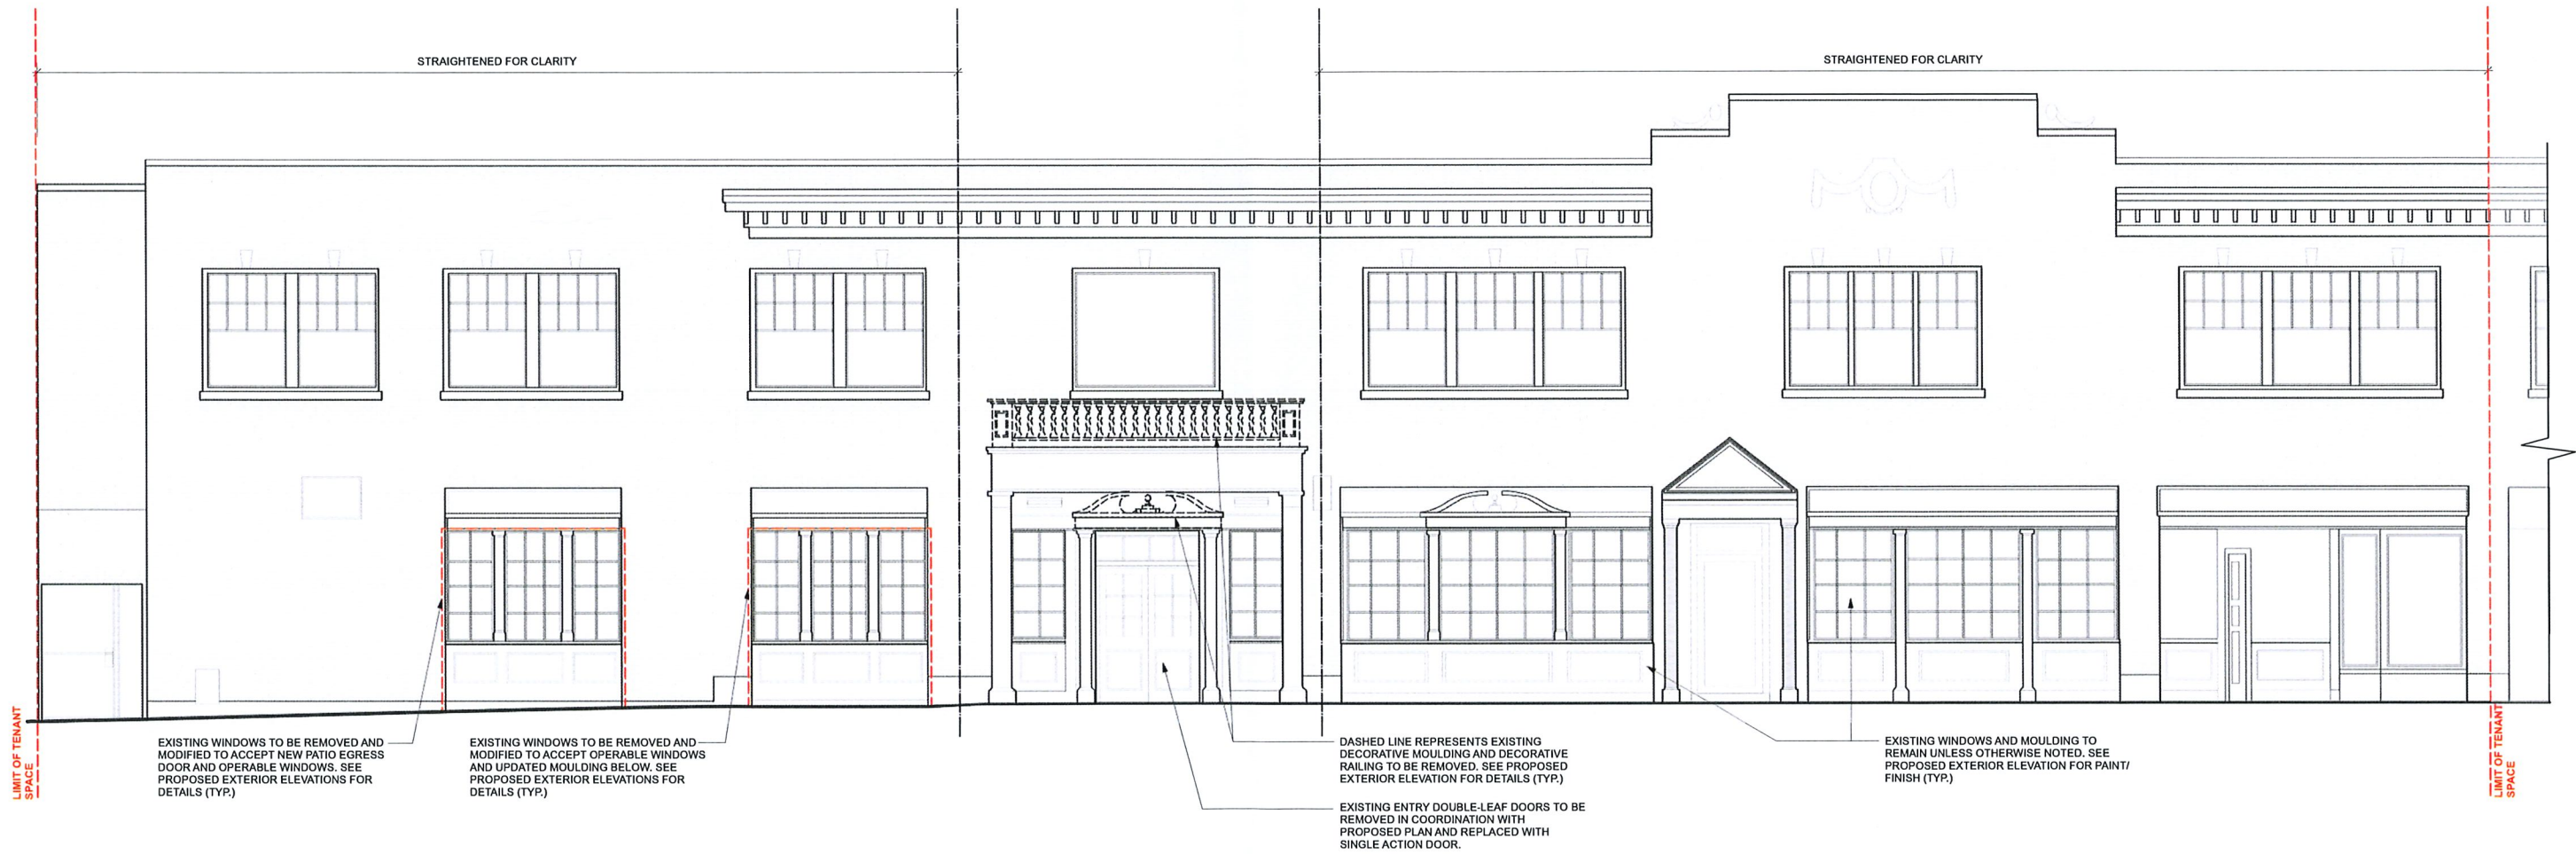 STRAIGHTENED FOR CLARITY
STRAIGHTENED FOR CLARITY
LIMIT OF TENANT
SPACE
EXISTING WINDOWS TO BE REMOVED AND
MODIFIED TO ACCEPT NEW PATIO EGRESS
DOOR AND OPERABLE WINDOWS. SEE
PROPOSED EXTERIOR ELEVATIONS FOR
DETAILS (TYP.)
EXISTING WINDOWS TO BE REMOVED AND
MODIFIED TO ACCEPT OPERABLE WINDOWS
AND UPDATED MOULDING BELOW. SEE
PROPOSED EXTERIOR ELEVATIONS FOR
DETAILS (TYP.)
DASHED LINE REPRESENTS EXISTING
DECORATIVE MOULDING AND DECORATIVE
RAILING TO BE REMOVED. SEE PROPOSED
EXTERIOR ELEVATION FOR DETAILS (TYP.)
EXISTING ENTRY DOUBLE-LEAF DOORS TO BE
REMOVED IN COORDINATION WITH
PROPOSED PLAN AND REPLACED WITH
SINGLE ACTION DOOR.
EXISTING WINDOWS AND MOULDING TO
REMAIN UNLESS OTHERWISE NOTED. SEE
PROPOSED EXTERIOR ELEVATION FOR PAINT/
FINISH (TYP.)
LIMIT OF TENANT
SPACE